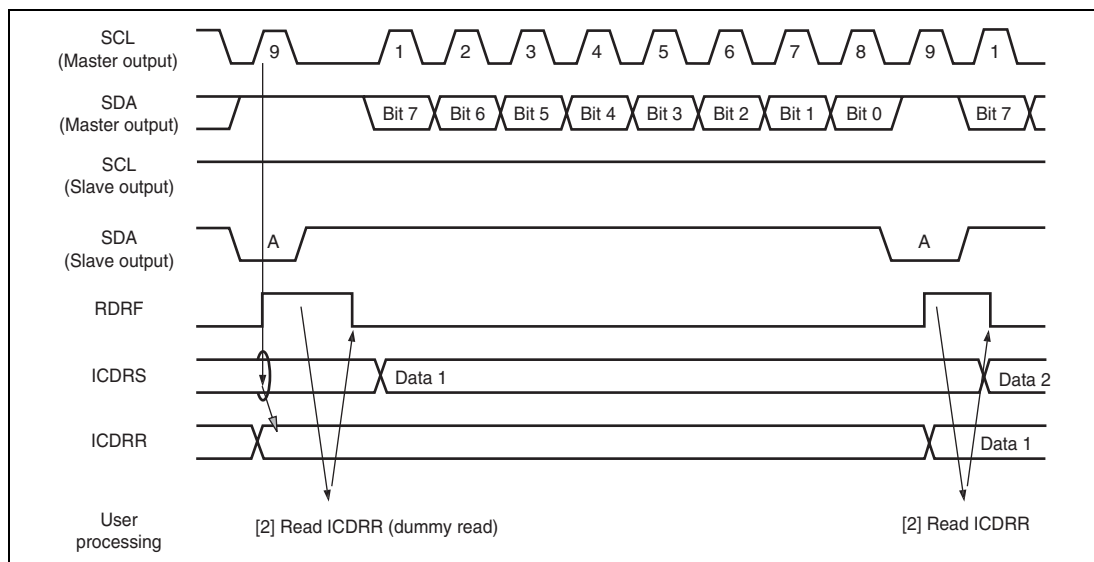 SCL
(Master output)
9 1 2 3 4 5 6 7 8 9 1
SDA
(Master output)
Bit 7 Bit 6 Bit 5 Bit 4 Bit 3 Bit 2 Bit 1 Bit 0 Bit 7
SCL
(Slave output)
SDA
(Slave output)
A A
RDRF
ICDRS
Data 1 Data 2
ICDRR
Data 1
User
processing
[2] Read ICDRR (dummy read) [2] Read ICDRR